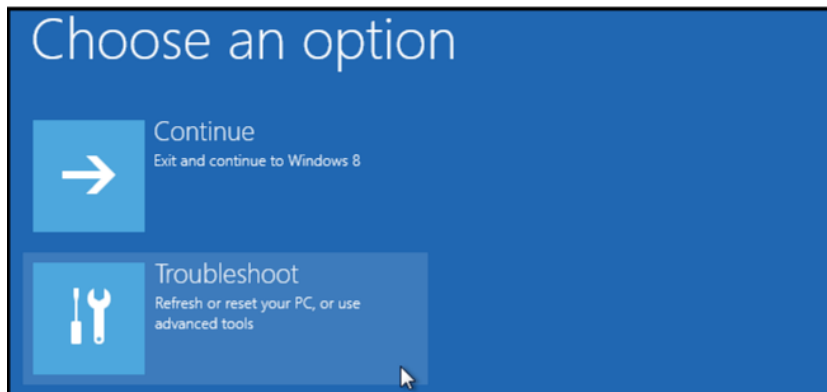 Choose an option
Continue
Exit and continue to Windows 8
Troubleshoot
Refresh or reset your PC, or use
advanced tools